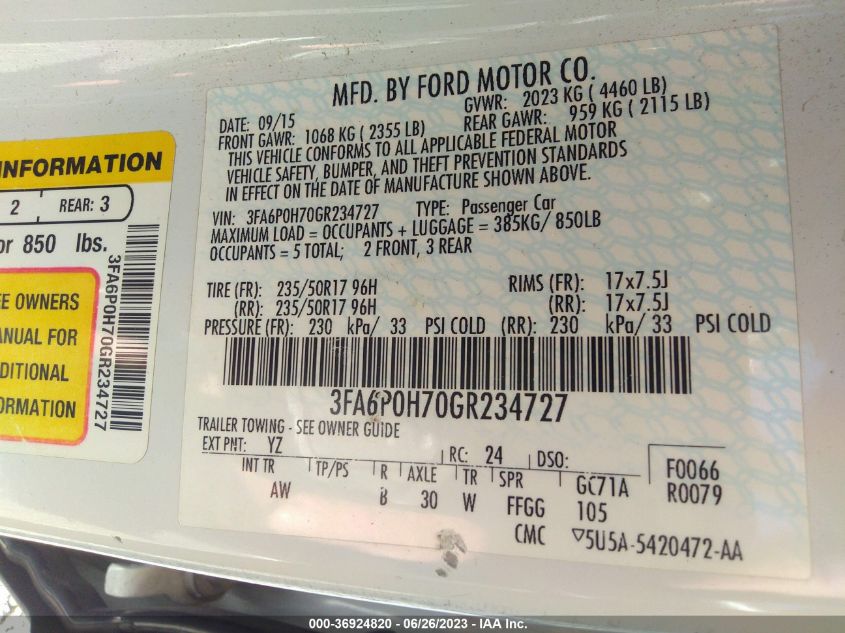 MFD. BY FORD MOTOR CO.
DATE: 09/15 GVWR: 2023 KG ( 4460 LB)
FRONT GAWR: 1068 KG ( 2355 LB) REAR GAWR: 959 KG ( 2115 LB)
THIS VEHICLE CONFORMS TO ALL APPLICABLE FEDERAL MOTOR
VEHICLE SAFETY, BUMPER, AND THEFT PREVENTION STANDARDS
IN EFFECT ON THE DATE OF MANUFACTURE SHOWN ABOVE.
VIN: 3FA6P0H70GR234727 TYPE: Passenger Car
MAXIMUM LOAD = OCCUPANTS + LUGGAGE = 385KG/ 850LB
OCCUPANTS = 5 TOTAL; 2 FRONT, 3 REAR
TIRE (FR): 235/50R17 96H RIMS (FR): 17x7.5J
(RR): 235/50R17 96H (RR): 17x7.5J
PRESSURE (FR): 230 kPa/ 33 PSI COLD (RR): 230 kPa/ 33 PSI COLD
3FA6P0H70GR234727
TRAILER TOWING - SEE OWNER GUIDE
EXT PNT: YZ RC: 24 DSO: F0066
INT TR TP/PS R AXLE TR SPR GC71A R0079
AW B 30 W FFGG 105
CMC ▽5U5A-5420472-AA
INFORMATION
2 REAR: 3
or 850 lbs.
OWNERS
FOR
3FA6P0H70GR234727
000-36924820 - 06/26/2023 - IAA Inc.